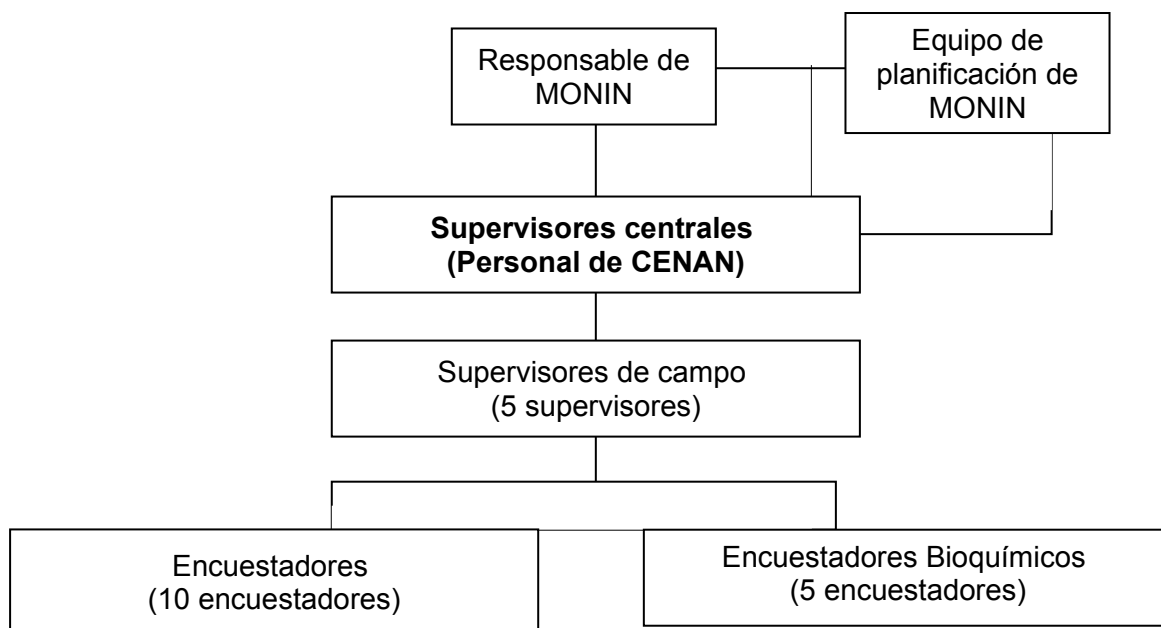 Responsable de
MONIN
Equipo de
planificación de
MONIN
Supervisores centrales
(Personal de CENAN)
Supervisores de campo
(5 supervisores)
Encuestadores
(10 encuestadores)
Encuestadores Bioquímicos
(5 encuestadores)